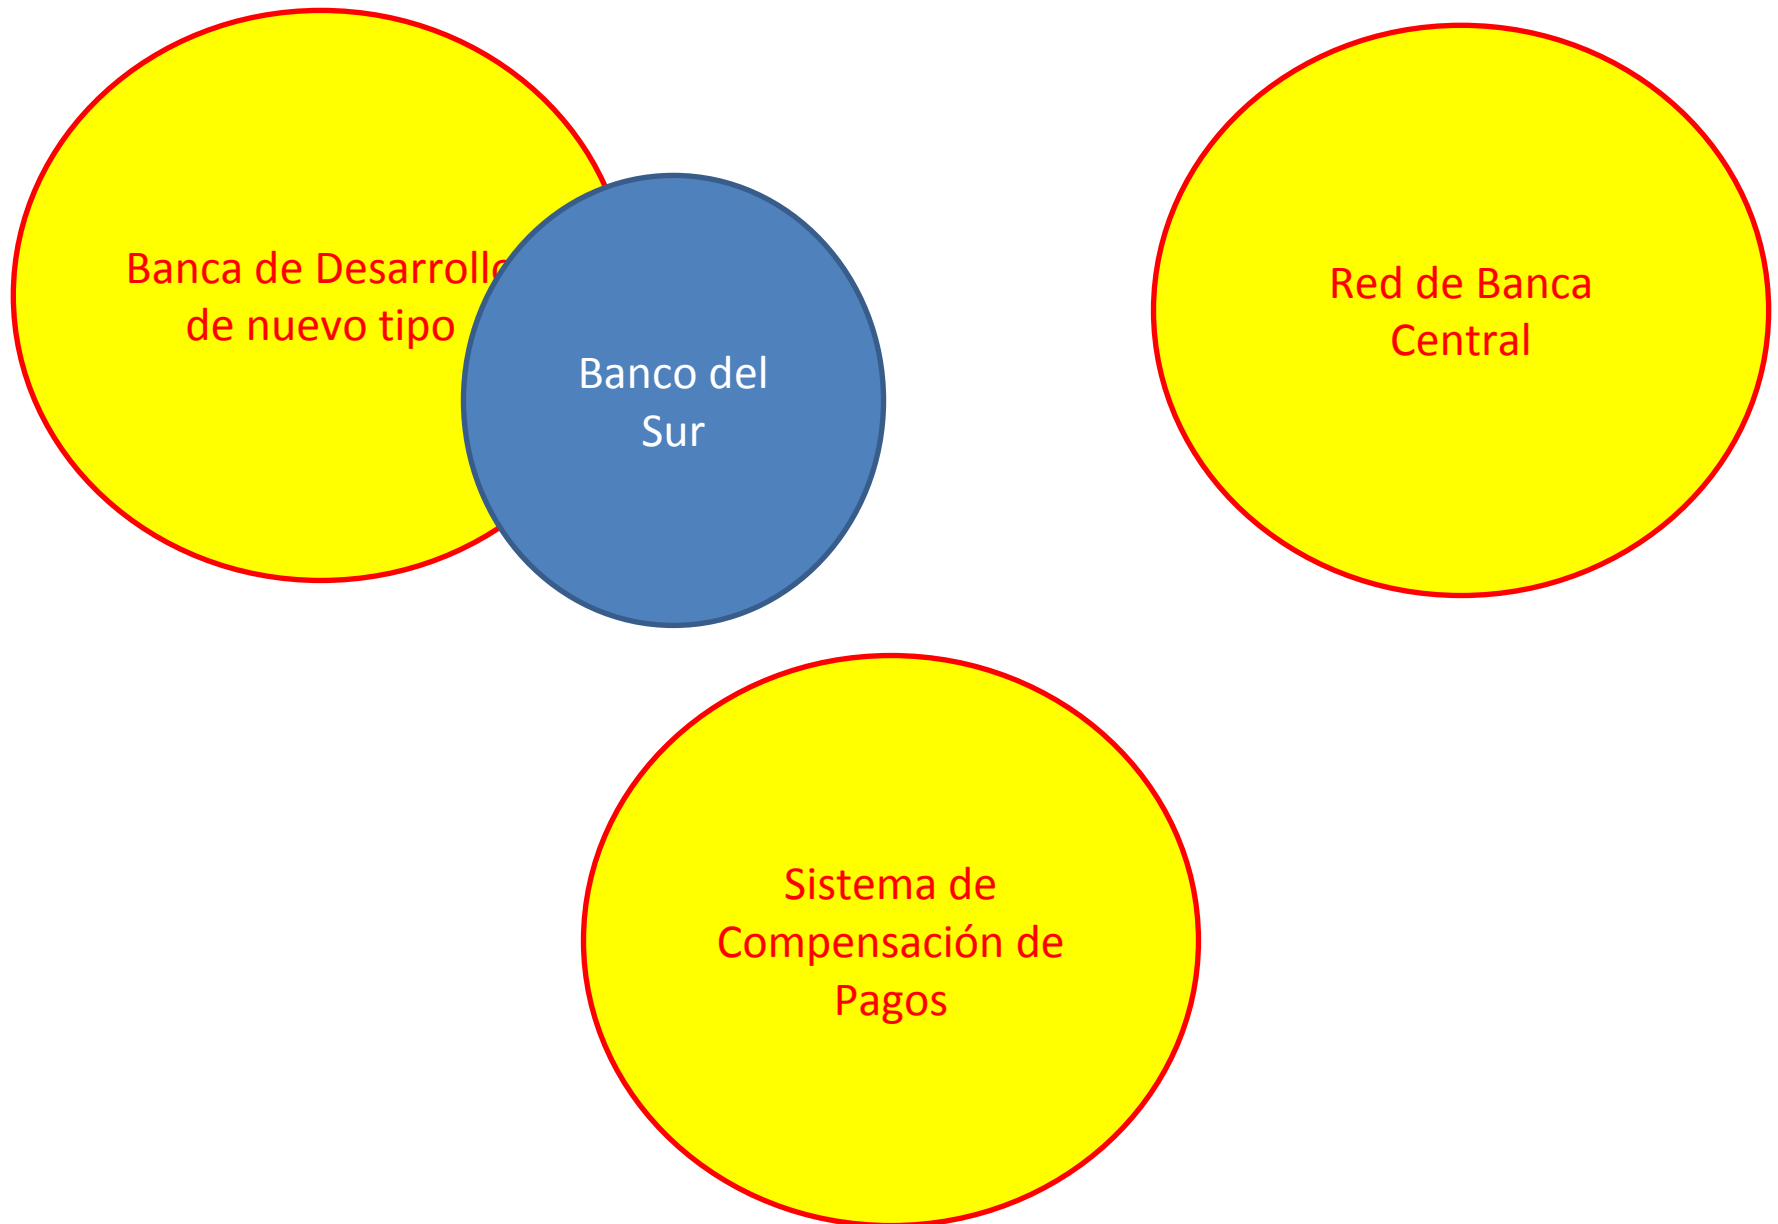 Banca de Desarrollo
de nuevo tipo
Banco del
Sur
Red de Banca
Central
Sistema de
Compensación de
Pagos